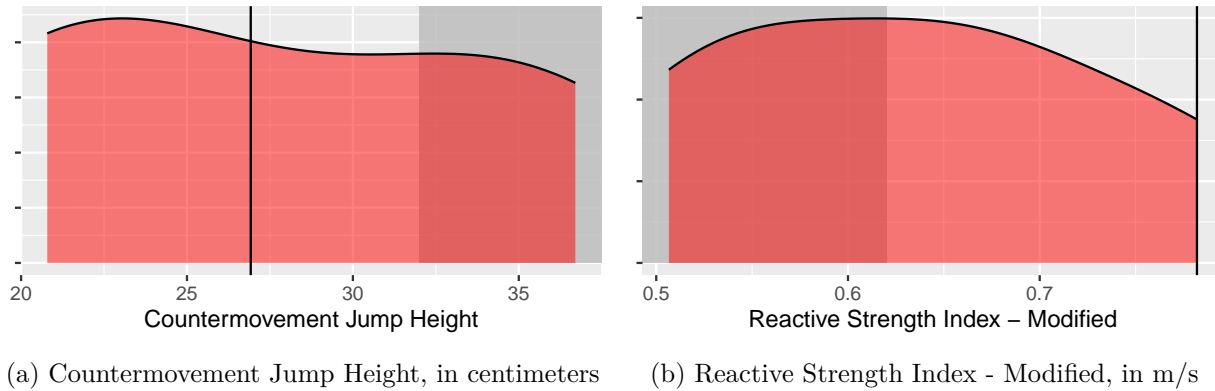 20 25 30 35
Countermovement Jump Height
0.5 0.6 0.7
Reactive Strength Index − Modified
(a) Countermovement Jump Height, in centimeters
(b) Reactive Strength Index - Modified, in m/s